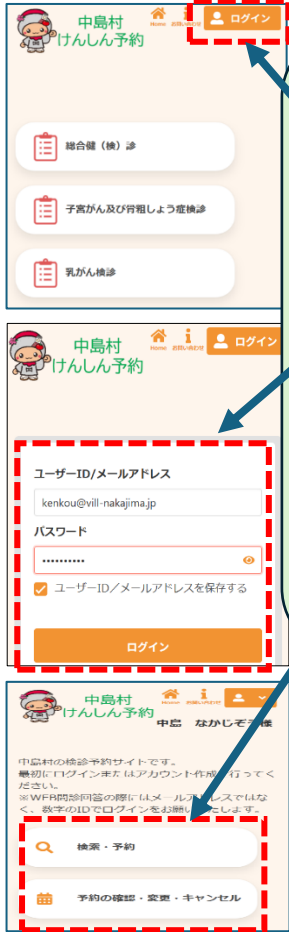 中島村
けんしん予約
Home
お問い合わせ
ログイン
総合健（検）診
子宮がん及び骨粗しょう症検診
乳がん検診
中島村
けんしん予約
Home
お問い合わせ
ログイン
ユーザーID/メールアドレス
kenkou@vill-nakajima.jp
パスワード
••••••••••
ユーザーID／メールアドレスを保存する
ログイン
中島村
けんしん予約
Home
お問い合わせ
中島 なかじぞう様
中島村の検診予約サイトです。
最初にログインまたはアカウント作成を行ってく
ださい。
※WEB問診回答の際にはメールアドレスではな
く、数字のIDでログインをお願いたします。
検索・予約
予約の確認・変更・キャンセル